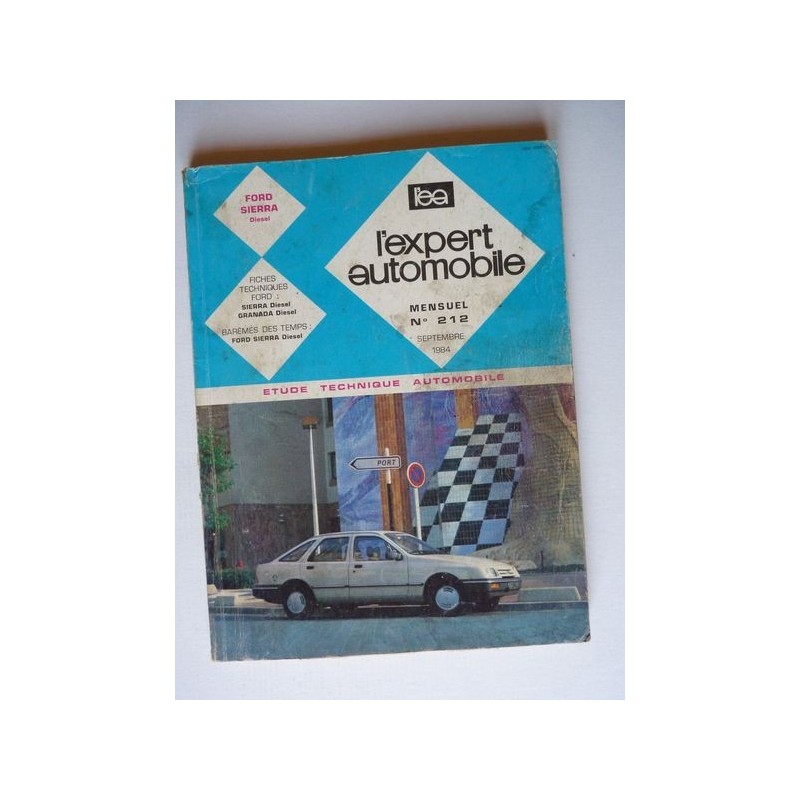 FORD
SIERRA
Diesel
FICHES
TECHNIQUES
FORD :
SIERRA Diesel
GRANADA Diesel
BARÈMES DES TEMPS :
FORD SIERRA Diesel
l'ea
l'expert
automobile
MENSUEL
N° 212
SEPTEMBRE
1984
ETUDE TECHNIQUE AUTOMOBILE
PORT